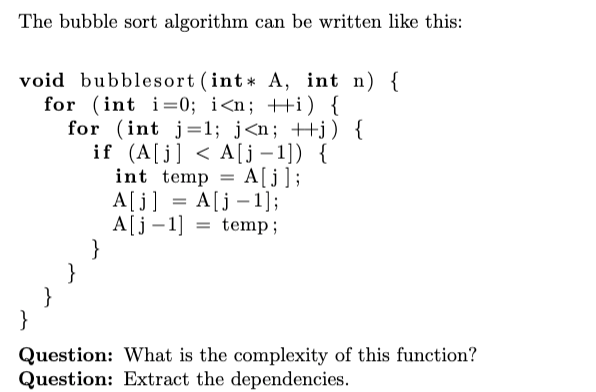 The bubble sort algorithm can be written like this:
void bubblesort(int* A, int n) {
for (int i=0; i<n; ++i) {
for (int j=1; j<n; ++j) {
if (A[j] < A[j-1]) {
int temp = A[j];
A[j] = A[j-1];
A[j-1] = temp;
}
}
}
}
Question: What is the complexity of this function?
Question: Extract the dependencies.